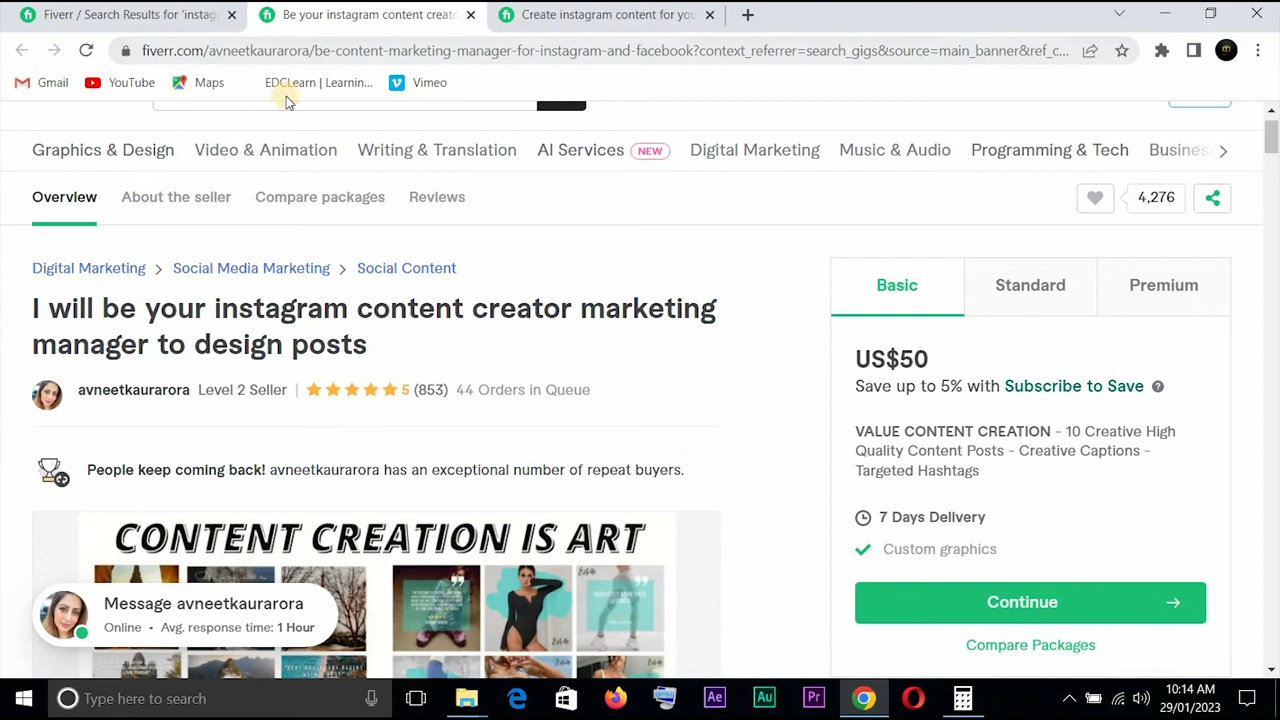 Fiverr / Search Results for 'instag
Be your instagram content creato
Create instagram content for you
fiverr.com/avneetkaurarora/be-content-marketing-manager-for-instagram-and-facebook?context_referrer=search_gigs&source=main_banner&ref_c...
Gmail YouTube Maps EDCLearn | Learnin... Vimeo
Graphics & Design Video & Animation Writing & Translation AI Services NEW Digital Marketing Music & Audio Programming & Tech Busines
Overview About the seller Compare packages Reviews 4,276
Digital Marketing > Social Media Marketing > Social Content
I will be your instagram content creator marketing
manager to design posts
avneetkaurarora Level 2 Seller | 5 (853) 44 Orders in Queue
People keep coming back! avneetkaurarora has an exceptional number of repeat buyers.
CONTENT CREATION IS ART
Message avneetkaurarora
Online • Avg. response time: 1 Hour
Basic Standard Premium
US$50
Save up to 5% with Subscribe to Save ?
VALUE CONTENT CREATION - 10 Creative High
Quality Content Posts - Creative Captions -
Targeted Hashtags
7 Days Delivery
Custom graphics
Continue
Compare Packages
Type here to search
Ae Au Pr
10:14 AM
29/01/2023